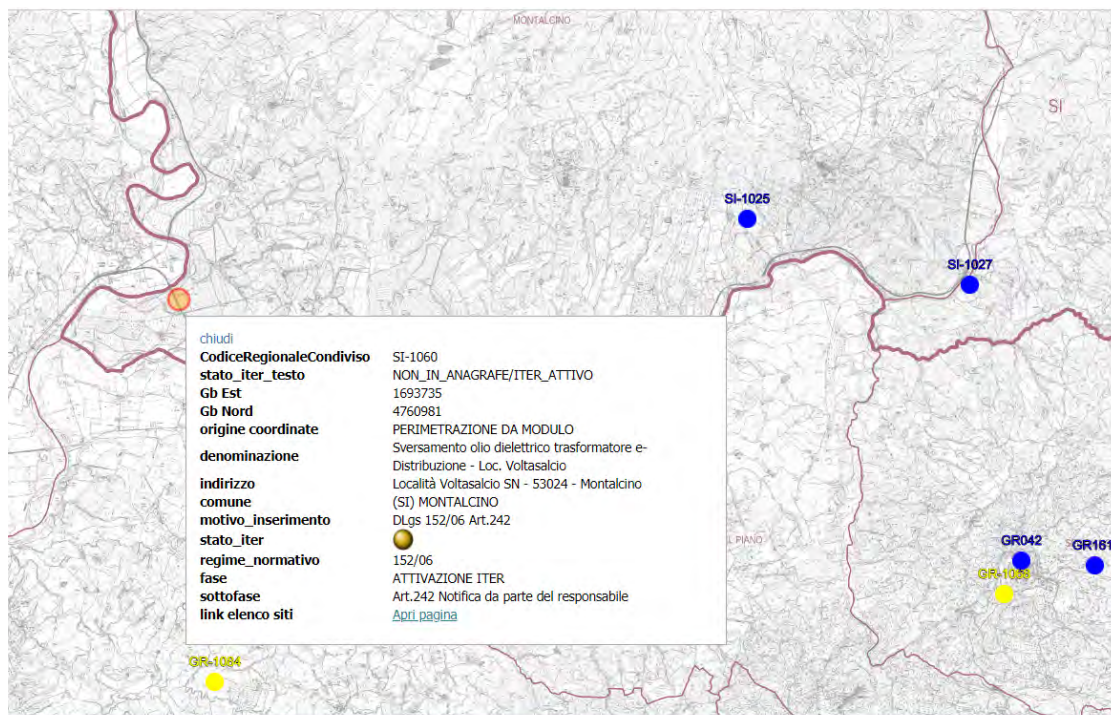 MONTALCINO
SI
SI-1025
SI-1027
chiudi
CodiceRegionaleCondiviso SI-1060
stato_iter_testo NON_IN_ANAGRAFE/ITER_ATTIVO
Gb Est 1693735
Gb Nord 4760981
origine coordinate PERIMETRAZIONE DA MODULO
denominazione Sversamento olio dielettrico trasformatore e-
Distribuzione - Loc. Voltasalcio
indirizzo Località Voltasalcio SN - 53024 - Montalcino
comune (SI) MONTALCINO
motivo_inserimento DLgs 152/06 Art.242
stato_iter
regime_normativo 152/06
fase ATTIVAZIONE ITER
sottofase Art.242 Notifica da parte del responsabile
link elenco siti Apri pagina
L PIANO
GR042
GR161
GR-1084